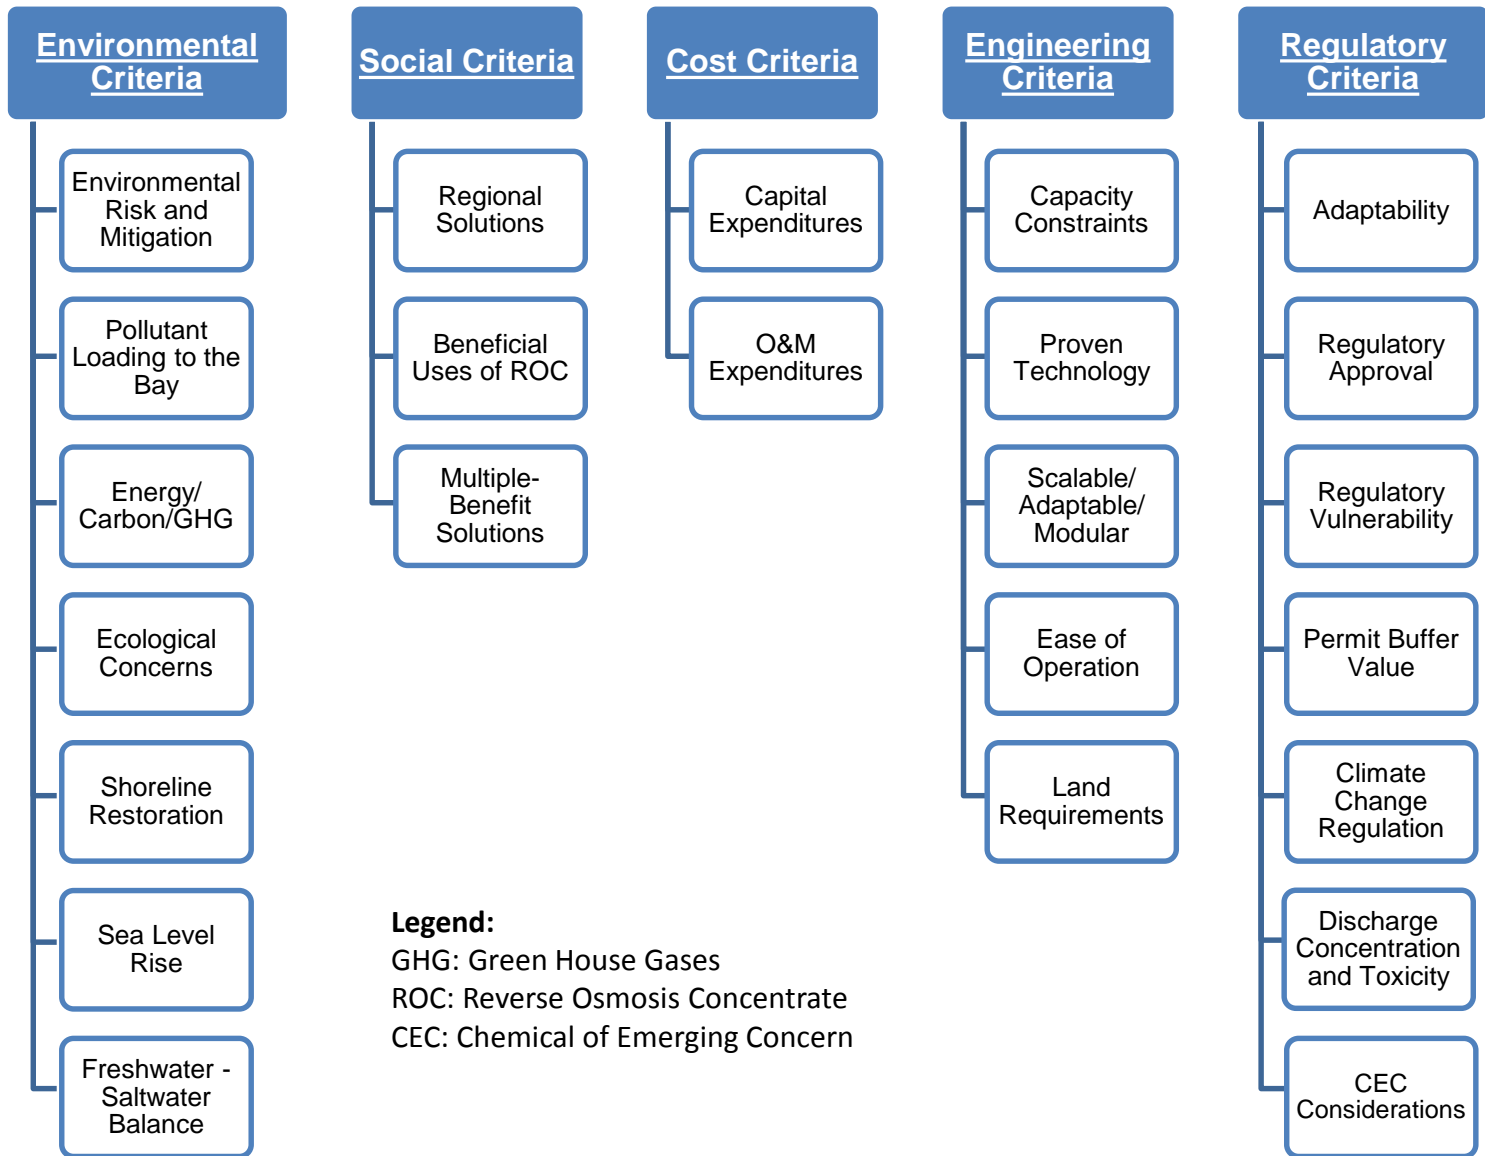 Environmental
Criteria
Environmental
Risk and
Mitigation
Pollutant
Loading to the
Bay
Energy/
Carbon/GHG
Ecological
Concerns
Shoreline
Restoration
Sea Level
Rise
Freshwater -
Saltwater
Balance
Social Criteria
Regional
Solutions
Beneficial
Uses of ROC
Multiple-
Benefit
Solutions
Cost Criteria
Capital
Expenditures
O&M
Expenditures
Engineering
Criteria
Capacity
Constraints
Proven
Technology
Scalable/
Adaptable/
Modular
Ease of
Operation
Land
Requirements
Regulatory
Criteria
Adaptability
Regulatory
Approval
Regulatory
Vulnerability
Permit Buffer
Value
Climate
Change
Regulation
Discharge
Concentration
and Toxicity
CEC
Considerations
Legend:
GHG: Green House Gases
ROC: Reverse Osmosis Concentrate
CEC: Chemical of Emerging Concern